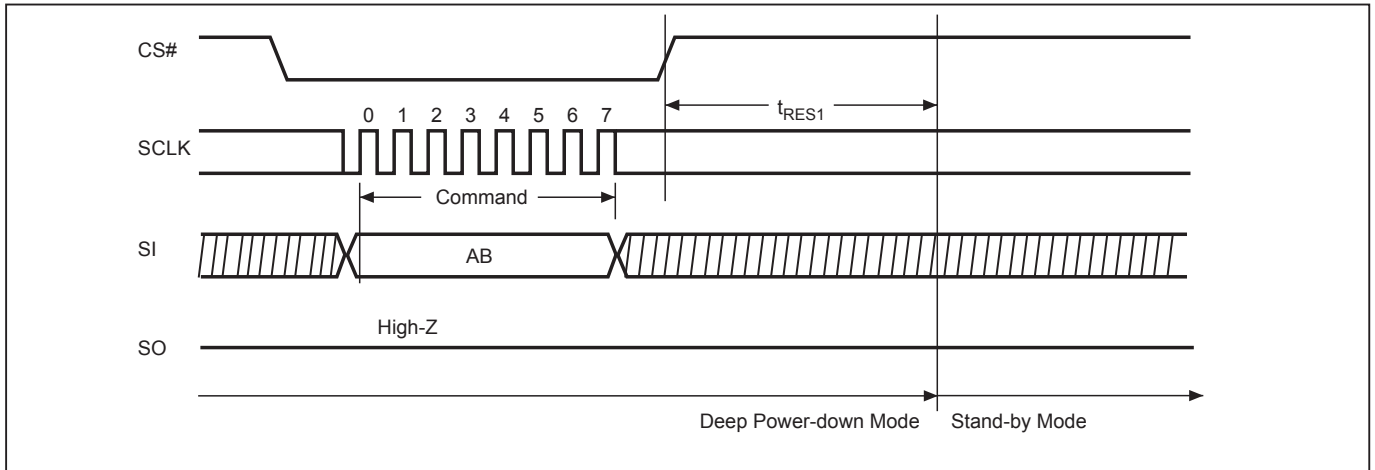 CS#
tRES1
0 1 2 3 4 5 6 7
SCLK
Command
SI
AB
High-Z
SO
Deep Power-down Mode
Stand-by Mode